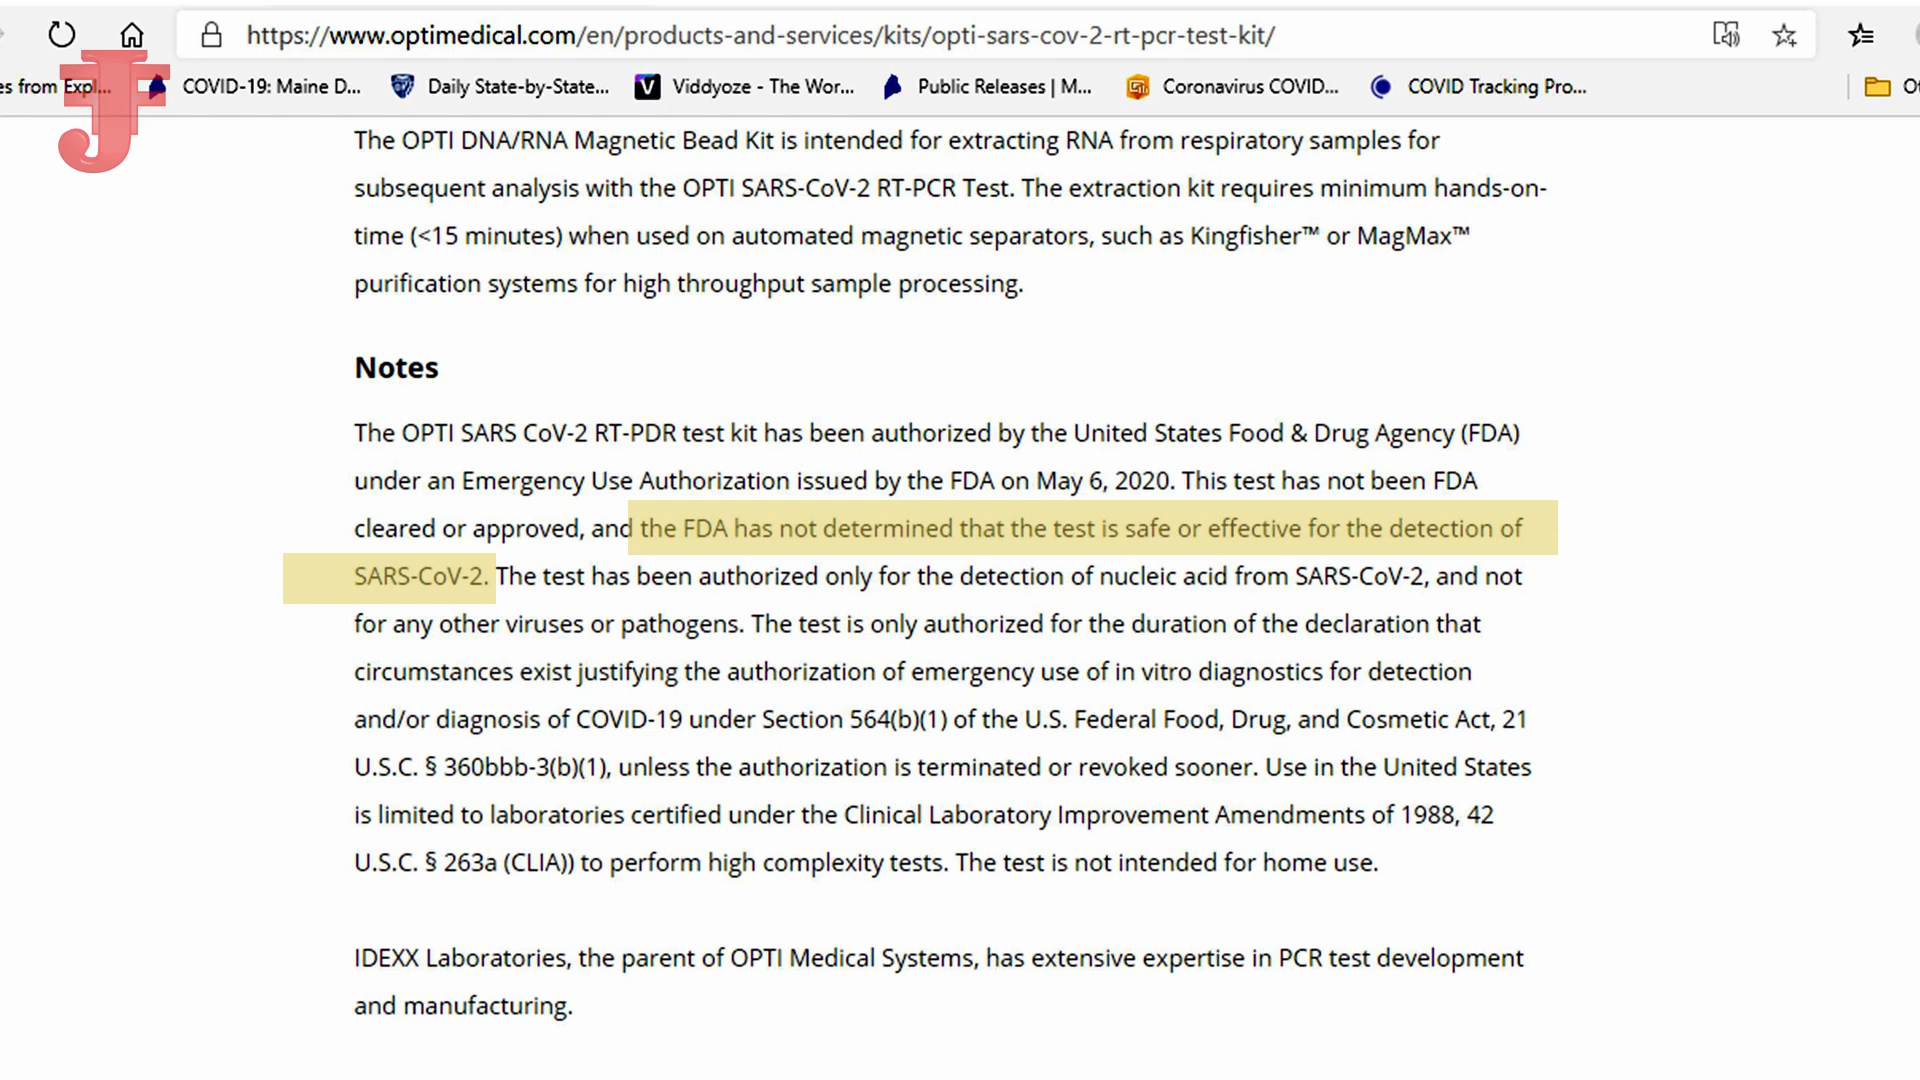 https://www.optimedical.com/en/products-and-services/kits/opti-sars-cov-2-rt-pcr-test-kit/
es from Expl... COVID-19: Maine D... Daily State-by-State... Viddyoze - The Wor... Public Releases | M... Coronavirus COVID... COVID Tracking Pro...
JF
The OPTI DNA/RNA Magnetic Bead Kit is intended for extracting RNA from respiratory samples for
subsequent analysis with the OPTI SARS-CoV-2 RT-PCR Test. The extraction kit requires minimum hands-on-
time (<15 minutes) when used on automated magnetic separators, such as Kingfisher™ or MagMax™
purification systems for high throughput sample processing.
Notes
The OPTI SARS CoV-2 RT-PDR test kit has been authorized by the United States Food & Drug Agency (FDA)
under an Emergency Use Authorization issued by the FDA on May 6, 2020. This test has not been FDA
cleared or approved, and the FDA has not determined that the test is safe or effective for the detection of
SARS-CoV-2. The test has been authorized only for the detection of nucleic acid from SARS-CoV-2, and not
for any other viruses or pathogens. The test is only authorized for the duration of the declaration that
circumstances exist justifying the authorization of emergency use of in vitro diagnostics for detection
and/or diagnosis of COVID-19 under Section 564(b)(1) of the U.S. Federal Food, Drug, and Cosmetic Act, 21
U.S.C. § 360bbb-3(b)(1), unless the authorization is terminated or revoked sooner. Use in the United States
is limited to laboratories certified under the Clinical Laboratory Improvement Amendments of 1988, 42
U.S.C. § 263a (CLIA)) to perform high complexity tests. The test is not intended for home use.
IDEXX Laboratories, the parent of OPTI Medical Systems, has extensive expertise in PCR test development
and manufacturing.